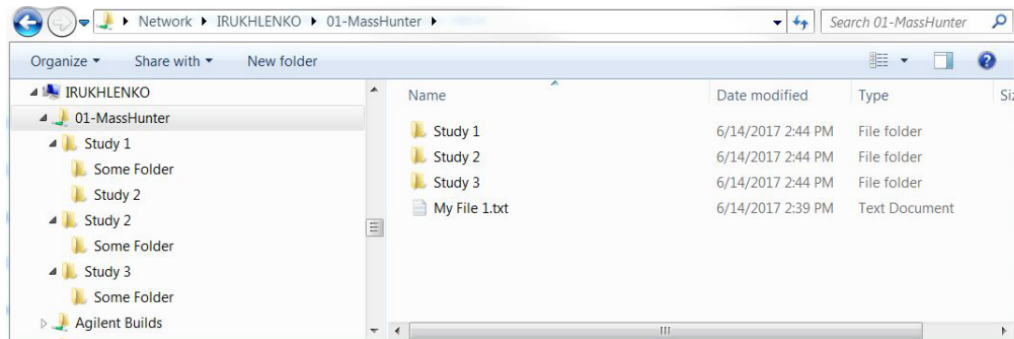 Network IRUKHLENKO 01-MassHunter
Search 01-MassHunter
Organize Share with New folder
IRUKHLENKO
01-MassHunter
Study 1
Some Folder
Study 2
Study 2
Some Folder
Study 3
Some Folder
Agilent Builds
Name Date modified Type Siz
Study 1 6/14/2017 2:44 PM File folder
Study 2 6/14/2017 2:44 PM File folder
Study 3 6/14/2017 2:44 PM File folder
My File 1.txt 6/14/2017 2:39 PM Text Document